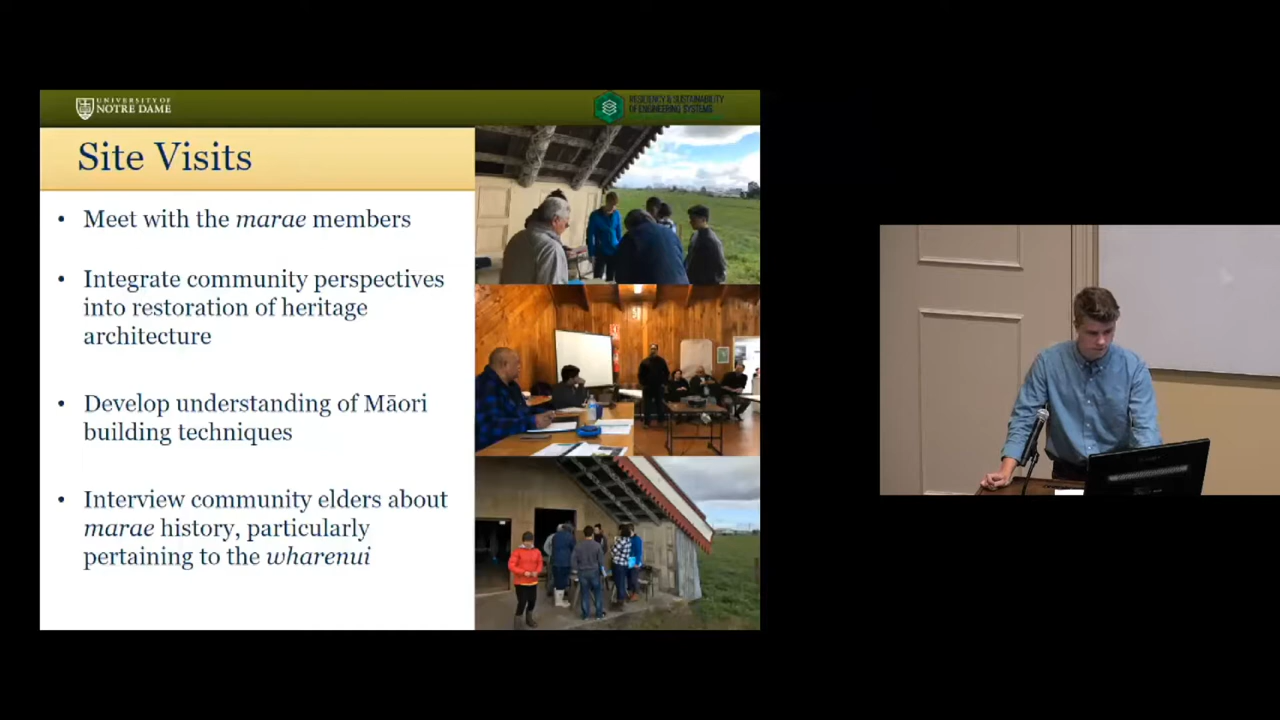 UNIVERSITY OF
NOTRE DAME
RESILIENCY & SUSTAINABILITY
OF ENGINEERING SYSTEMS
Site Visits
• Meet with the marae members
• Integrate community perspectives
into restoration of heritage
architecture
• Develop understanding of Māori
building techniques
• Interview community elders about
marae history, particularly
pertaining to the wharenui